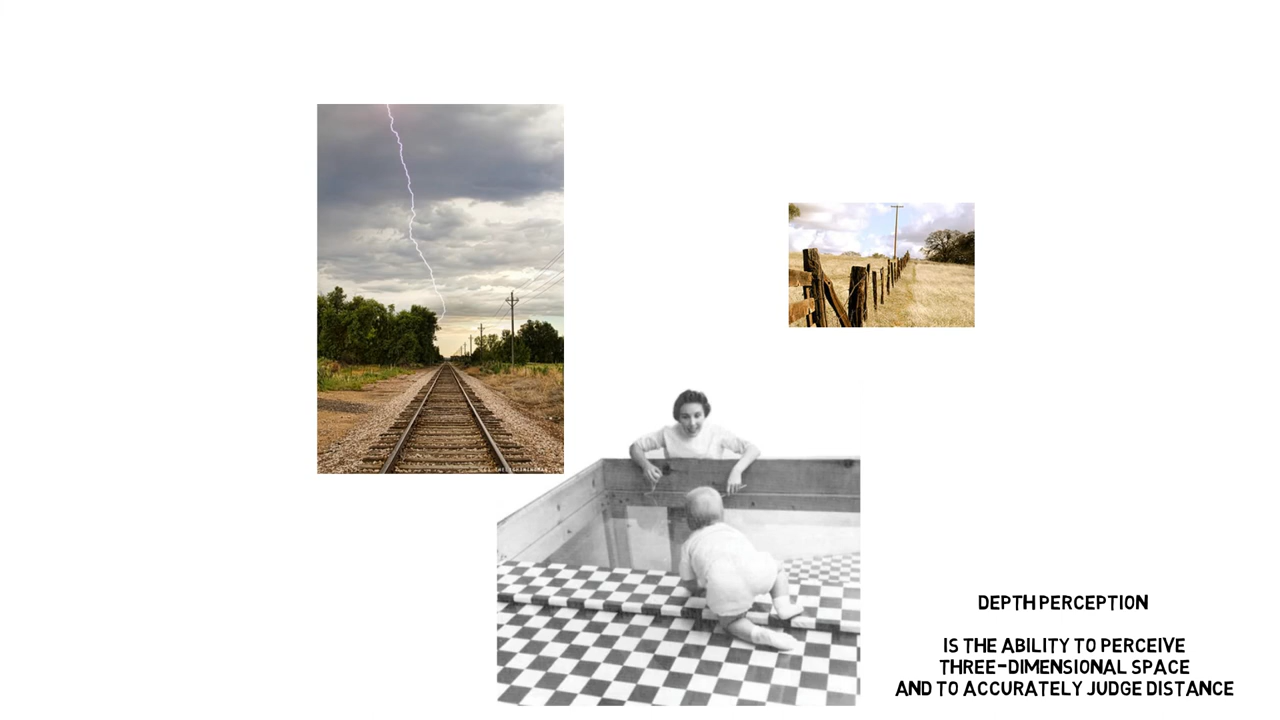 DEPTH PERCEPTION
IS THE ABILITY TO PERCEIVE
THREE-DIMENSIONAL SPACE
AND TO ACCURATELY JUDGE DISTANCE